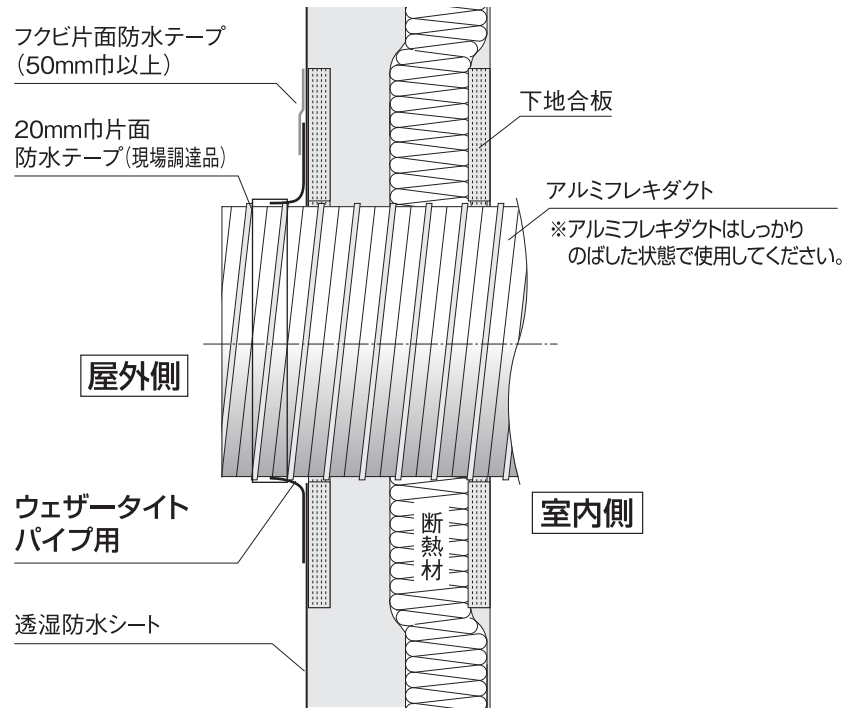 フクビ片面防水テープ
（50mm巾以上）
20mm巾片面
防水テープ（現場調達品）
下地合板
アルミフレキダクト
※アルミフレキダクトはしっかり
のばした状態で使用してください。
屋外側
ウェザータイト
パイプ用
室内側
断熱材
透湿防水シート